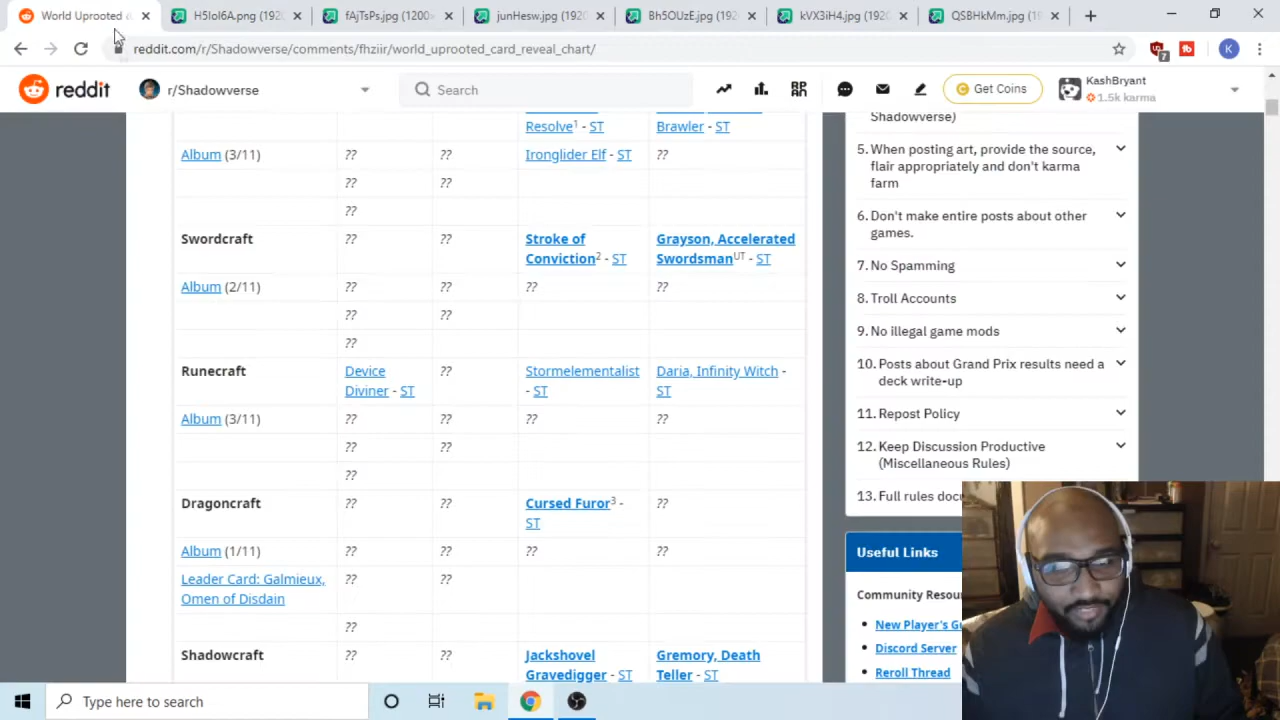 World Uprooted c
H5Iol6A.png (1920
fAjTsPs.jpg (1200×
junHesw.jpg (1920
Bh5OUzE.jpg (1920
kVX3iH4.jpg (1920
QSBHkMm.jpg (1920
reddit.com/r/Shadowverse/comments/fhziir/world_uprooted_card_reveal_chart/
7
K
reddit
r/Shadowverse
Search
Get Coins
KashBryant
1.5k karma
Resolve1 - ST
Brawler - ST
Album (3/11) ?? ?? Ironglider Elf - ST ??
?? ??
??
Swordcraft ?? ?? Stroke of Conviction2 - ST Grayson, Accelerated Swordsman UT - ST
Album (2/11) ?? ?? ?? ??
?? ??
??
Runecraft Device Diviner - ST ?? Stormelementalist - ST Daria, Infinity Witch - ST
Album (3/11) ?? ?? ?? ??
?? ??
??
Dragoncraft ?? ?? Cursed Furor3 - ST ??
Album (1/11) ?? ?? ?? ??
Leader Card: Galmieux, Omen of Disdain ?? ??
??
Shadowcraft ?? ?? Jackshovel Gravedigger - ST Gremory, Death Teller - ST
Shadowverse)
5. When posting art, provide the source,
flair appropriately and don't karma
farm
6. Don't make entire posts about other
games.
7. No Spamming
8. Troll Accounts
9. No illegal game mods
10. Posts about Grand Prix results need a
deck write-up
11. Repost Policy
12. Keep Discussion Productive
(Miscellaneous Rules)
13. Full rules docu
Useful Links
Community Resou
New Player's G
Discord Server
Reroll Thread
Type here to search